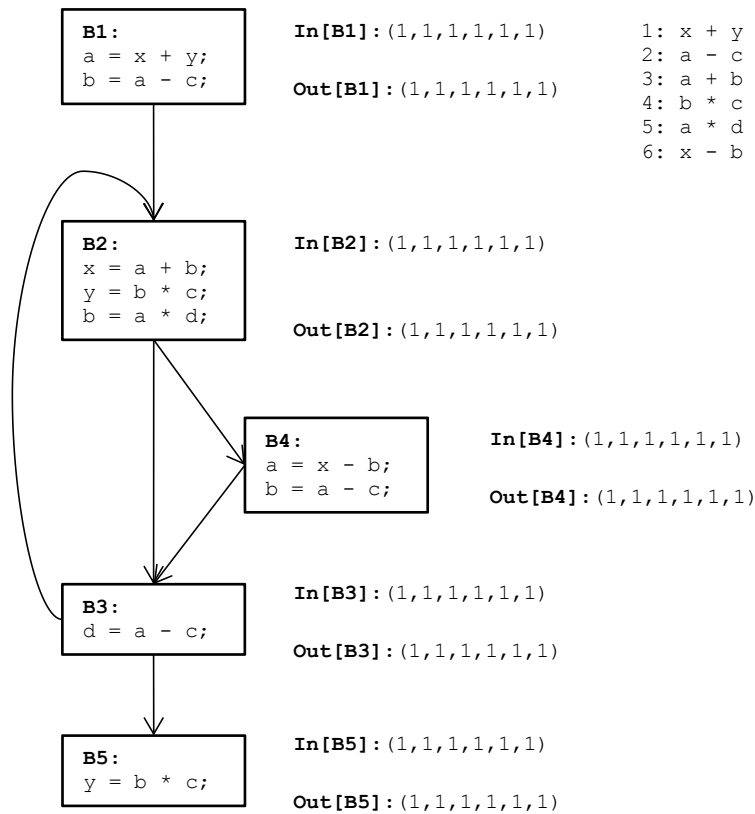 B1:
a = x + y;
b = a - c;
In[B1]:(1,1,1,1,1,1)
Out[B1]:(1,1,1,1,1,1)
1: x + y
2: a - c
3: a + b
4: b * c
5: a * d
6: x - b
B2:
x = a + b;
y = b * c;
b = a * d;
In[B2]:(1,1,1,1,1,1)
Out[B2]:(1,1,1,1,1,1)
B4:
a = x - b;
b = a - c;
In[B4]:(1,1,1,1,1,1)
Out[B4]:(1,1,1,1,1,1)
B3:
d = a - c;
In[B3]:(1,1,1,1,1,1)
Out[B3]:(1,1,1,1,1,1)
B5:
y = b * c;
In[B5]:(1,1,1,1,1,1)
Out[B5]:(1,1,1,1,1,1)